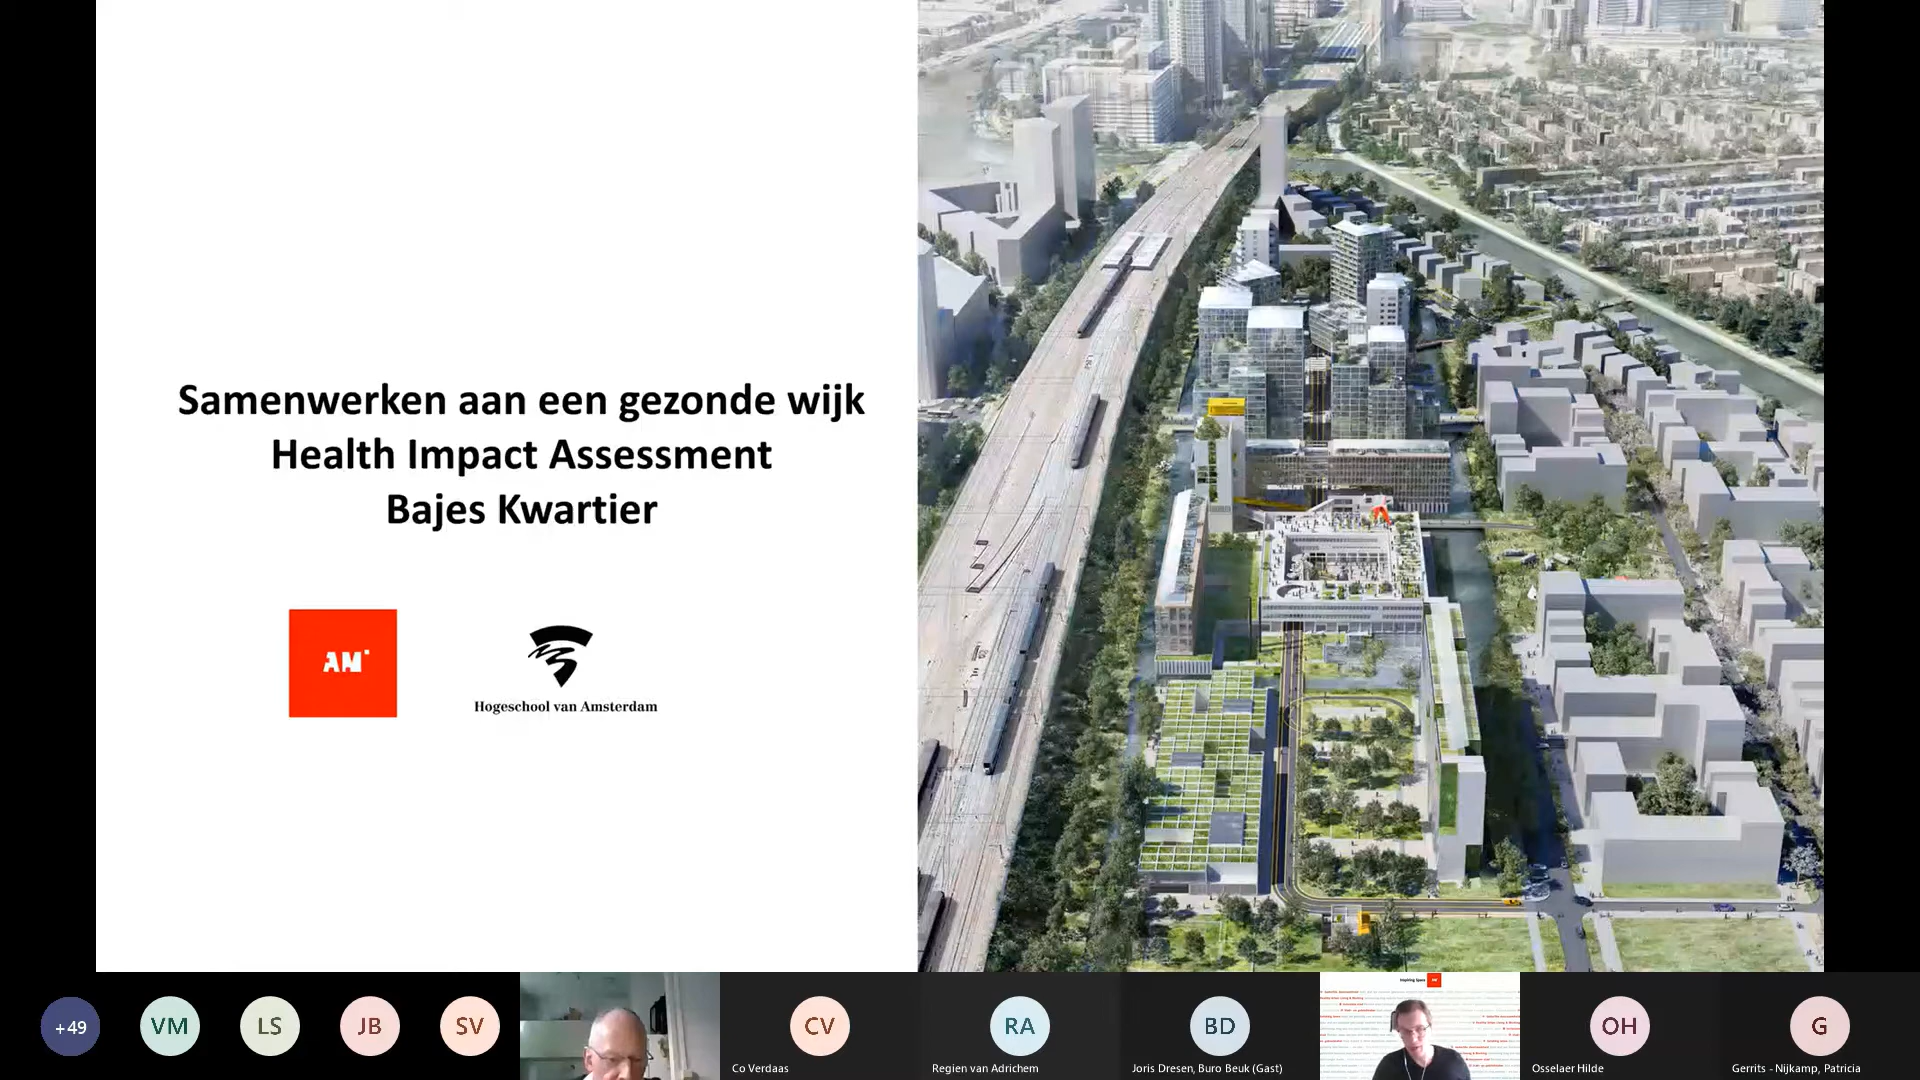 Samenwerken aan een gezonde wijk
Health Impact Assessment
Bajes Kwartier
AM
Hogeschool van Amsterdam
+49
VM
LS
JB
SV
CV
Co Verdaas
RA
Regien van Adrichem
BD
Joris Dresen, Buro Beuk (Gast)
Inspiring Space
OH
Osselaer Hilde
G
Gerrits - Nijkamp, Patricia